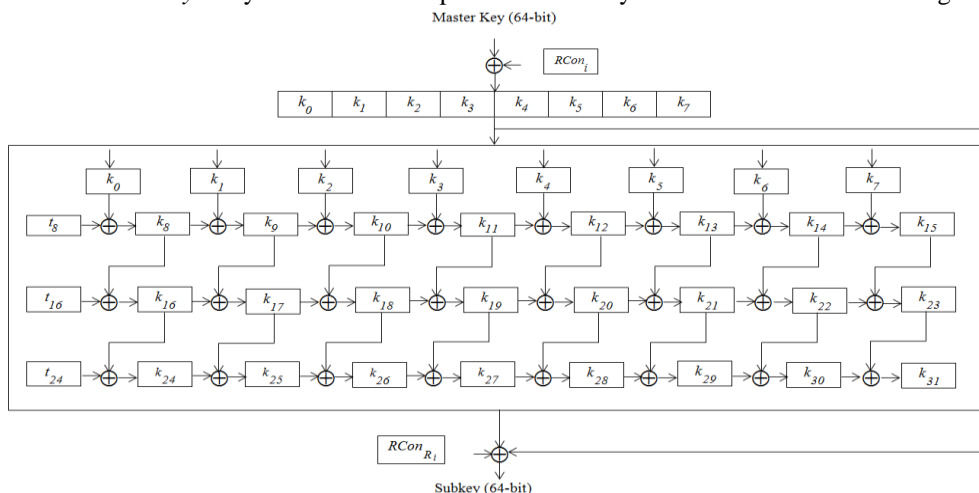 Master Key (64-bit)
RCon_i
k_0 k_1 k_2 k_3 k_4 k_5 k_6 k_7
k_0 k_1 k_2 k_3 k_4 k_5 k_6 k_7
t_8 k_8 k_9 k_10 k_11 k_12 k_13 k_14 k_15
t_16 k_16 k_17 k_18 k_19 k_20 k_21 k_22 k_23
t_24 k_24 k_25 k_26 k_27 k_28 k_29 k_30 k_31
RCon_R_i
Subkey (64-bit)